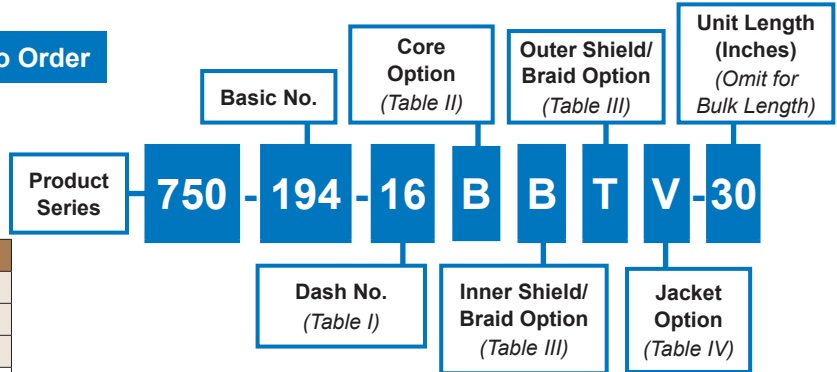 o Order
Basic No.
Core
Option
(Table II)
Outer Shield/
Braid Option
(Table III)
Unit Length
(Inches)
(Omit for
Bulk Length)
Product
Series
750 - 194 - 16 B B T V - 30
Dash No.
(Table I)
Inner Shield/
Braid Option
(Table III)
Jacket
Option
(Table IV)